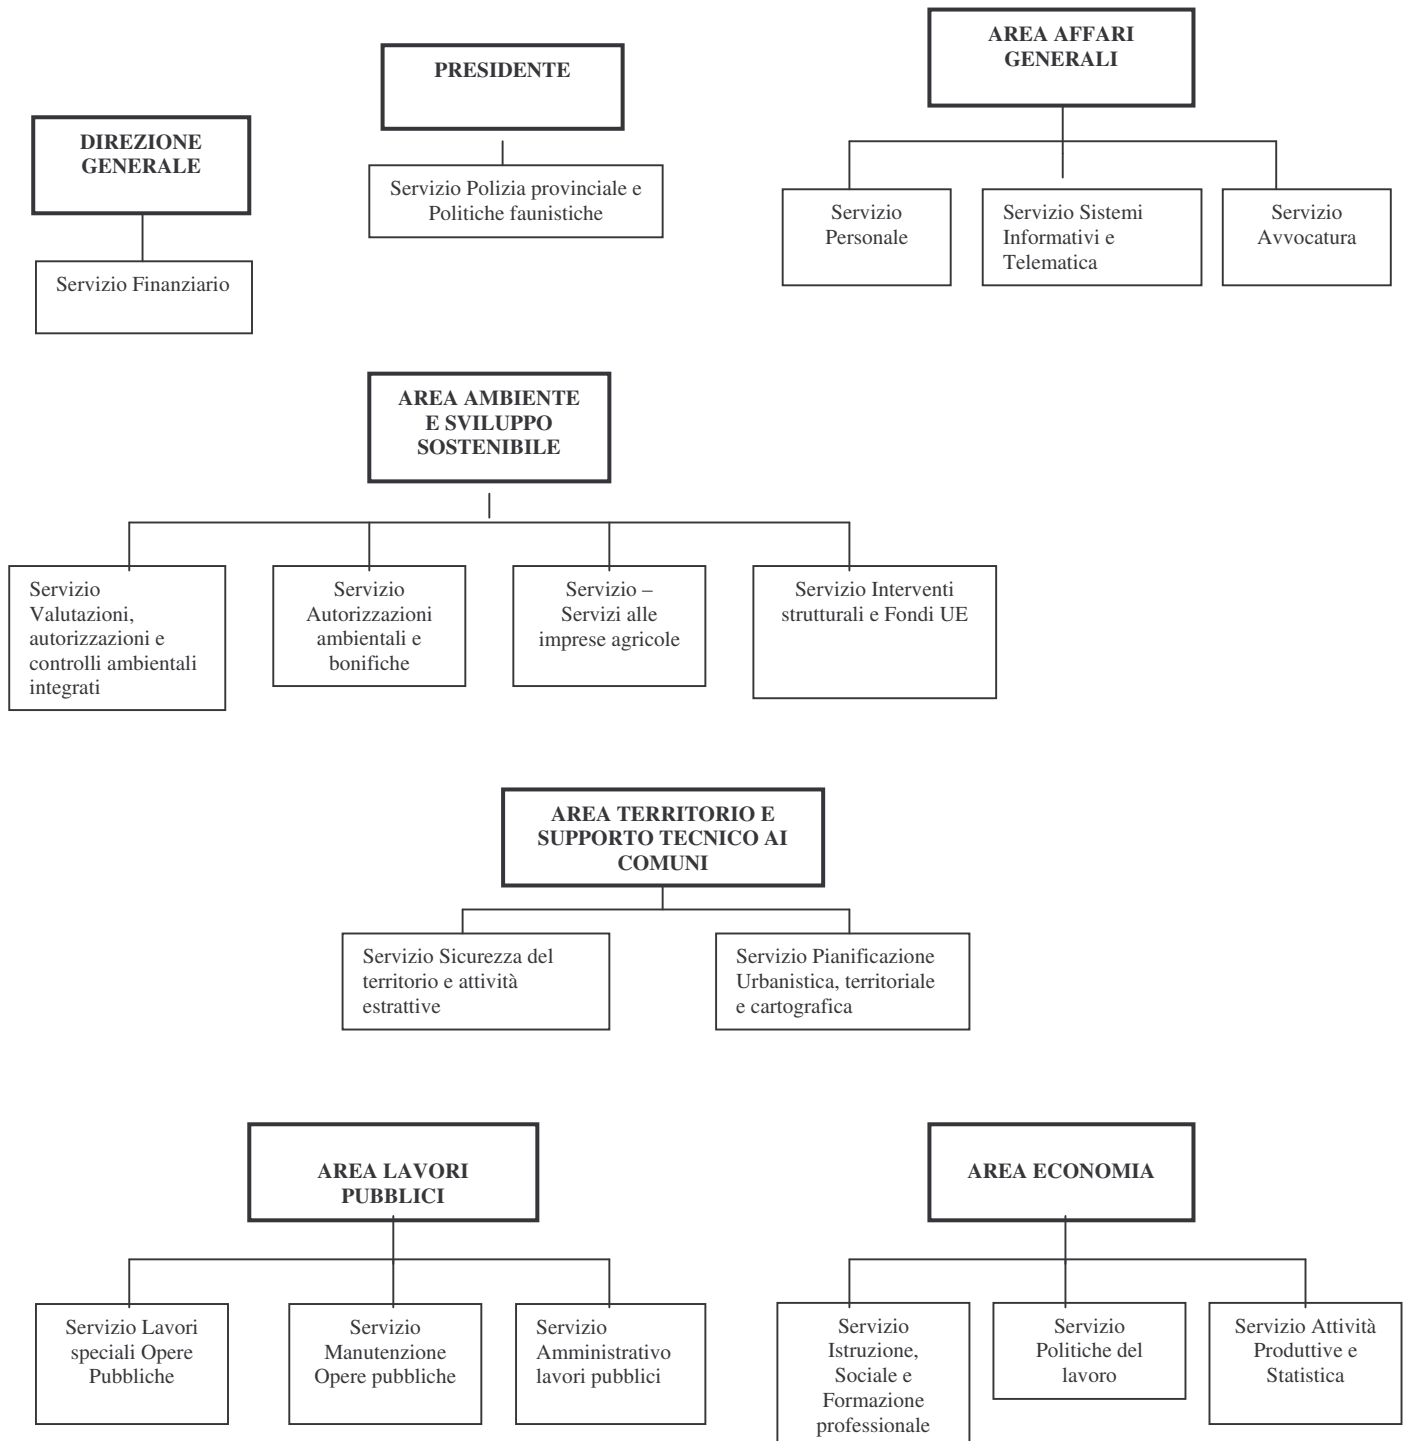 AREA AFFARI
GENERALI
PRESIDENTE
DIREZIONE
GENERALE
Servizio Polizia provinciale e
Politiche faunistiche
Servizio
Personale
Servizio Sistemi
Informativi e
Telematica
Servizio
Avvocatura
Servizio Finanziario
AREA AMBIENTE
E SVILUPPO
SOSTENIBILE
Servizio
Valutazioni,
autorizzazioni e
controlli ambientali
integrati
Servizio
Autorizzazioni
ambientali e
bonifiche
Servizio –
Servizi alle
imprese agricole
Servizio Interventi
strutturali e Fondi UE
AREA TERRITORIO E
SUPPORTO TECNICO AI
COMUNI
Servizio Sicurezza del
territorio e attività
estrattive
Servizio Pianificazione
Urbanistica, territoriale
e cartografica
AREA LAVORI
PUBBLICI
AREA ECONOMIA
Servizio Lavori
speciali Opere
Pubbliche
Servizio
Manutenzione
Opere pubbliche
Servizio
Amministrativo
lavori pubblici
Servizio
Istruzione,
Sociale e
Formazione
professionale
Servizio
Politiche del
lavoro
Servizio Attività
Produttive e
Statistica